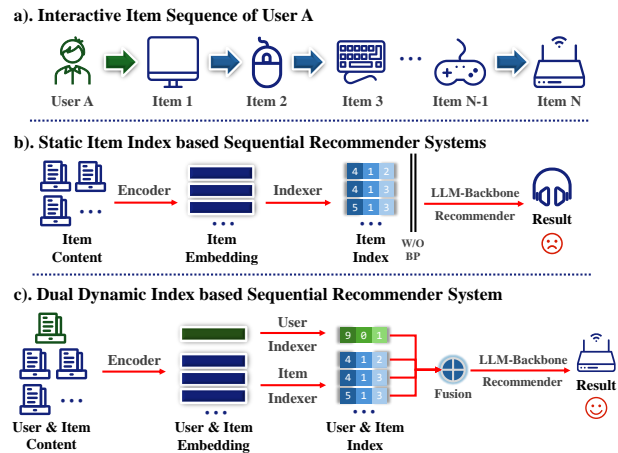 a). Interactive Item Sequence of User A
User A Item 1 Item 2 Item 3 ... Item N-1 Item N
b). Static Item Index based Sequential Recommender Systems
Encoder Indexer LLM-Backbone
Recommender
4 1 2
4 1 3
5 1 3
...
Item
Content
Item
Embedding
Item
Index
W/O
BP
Result
c). Dual Dynamic Index based Sequential Recommender System
User
Indexer
9 0 1
Encoder
Item
Indexer
4 1 2
4 1 3
5 1 3
...
Fusion
LLM-Backbone
Recommender
Result
User & Item
Content
User & Item
Embedding
User & Item
Index